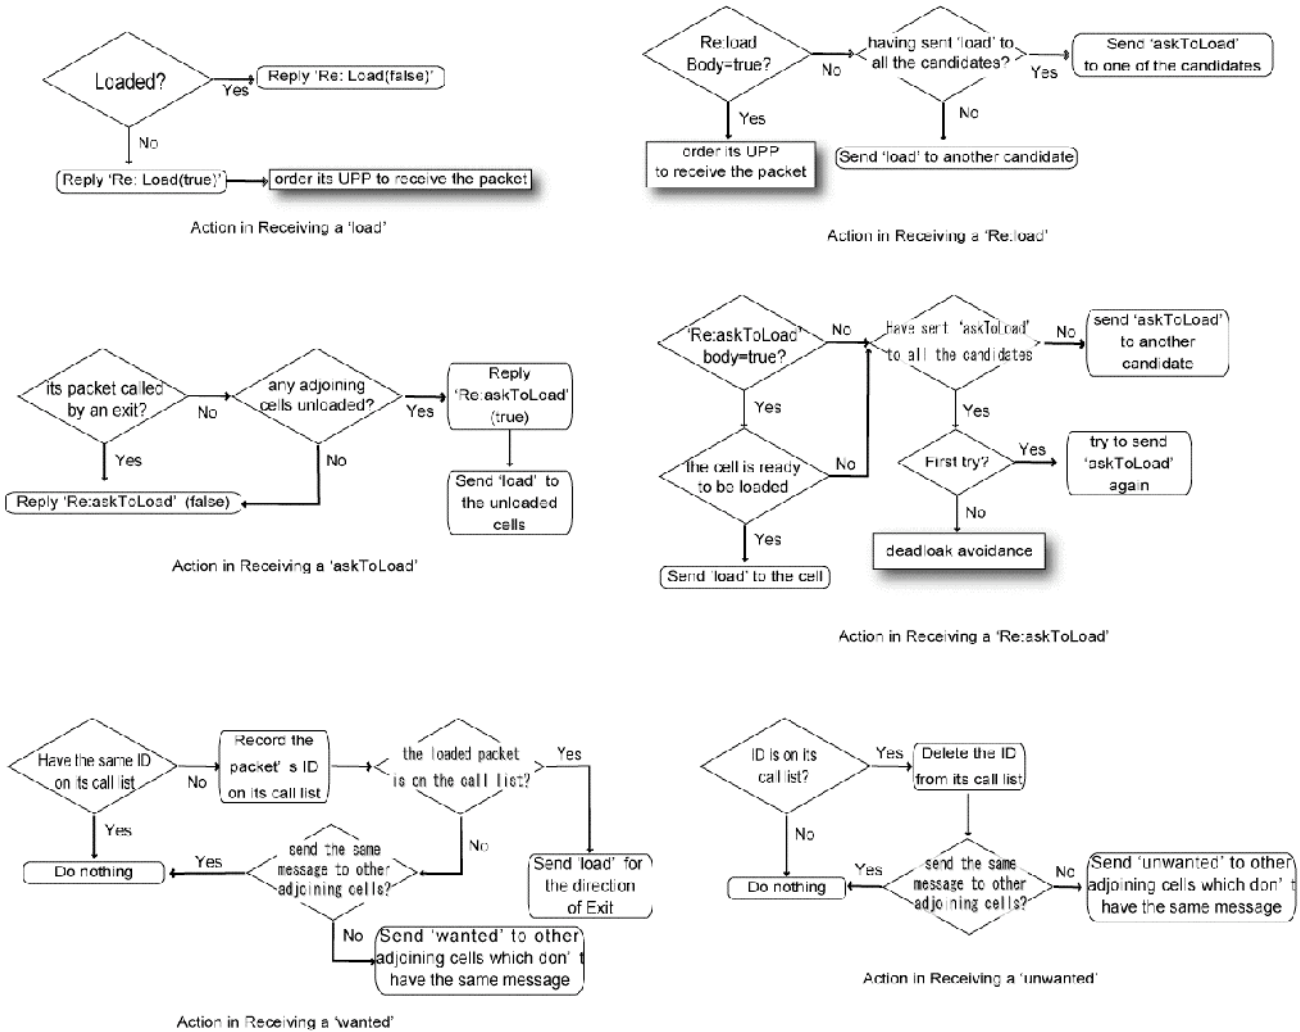 Loaded?
Yes
Reply 'Re: Load(false)'
No
Reply 'Re: Load(true)'
order its UPP to receive the packet
Action in Receiving a 'load'
Re:load
Body=true?
No
having sent 'load' to
all the candidates?
Yes
Send 'askToLoad'
to one of the candidates
Yes
order its UPP
to receive the packet
No
Send 'load' to another candidate
Action in Receiving a 'Re:load'
its packet called
by an exit?
No
any adjoining
cells unloaded?
Yes
Reply
'Re:askToLoad'
(true)
Yes
No
Reply 'Re:askToLoad' (false)
Send 'load' to
the unloaded
cells
Action in Receiving a 'askToLoad'
'Re:askToLoad'
body=true?
No
Have sert 'askToLoad'
to all the candidates
No
send 'askToLoad'
to another
candidate
Yes
Yes
the cell is ready
to be loaded
No
First try?
Yes
try to send
'askToLoad'
again
Yes
No
Send 'load' to the cell
deadloak avoidance
Action in Receiving a 'Re:askToLoad'
Have the same ID
on its call list
No
Record the
packet' s ID
on its call list
the loaded packet
is on the call list?
Yes
Yes
No
Do nothing
Yes
send the same
message to other
adjoining cells?
Send 'load' for
the direction
of Exit
No
Send 'wanted' to other
adjoining cells which don' t
have the same message
Action in Receiving a 'wanted'
ID is on its
call list?
Yes
Delete the ID
from its call list
No
Do nothing
Yes
send the same
message to other
adjoining cells?
No
Send 'unwanted' to other
adjoining cells which don' t
have the same message
Action in Receiving a 'unwanted'